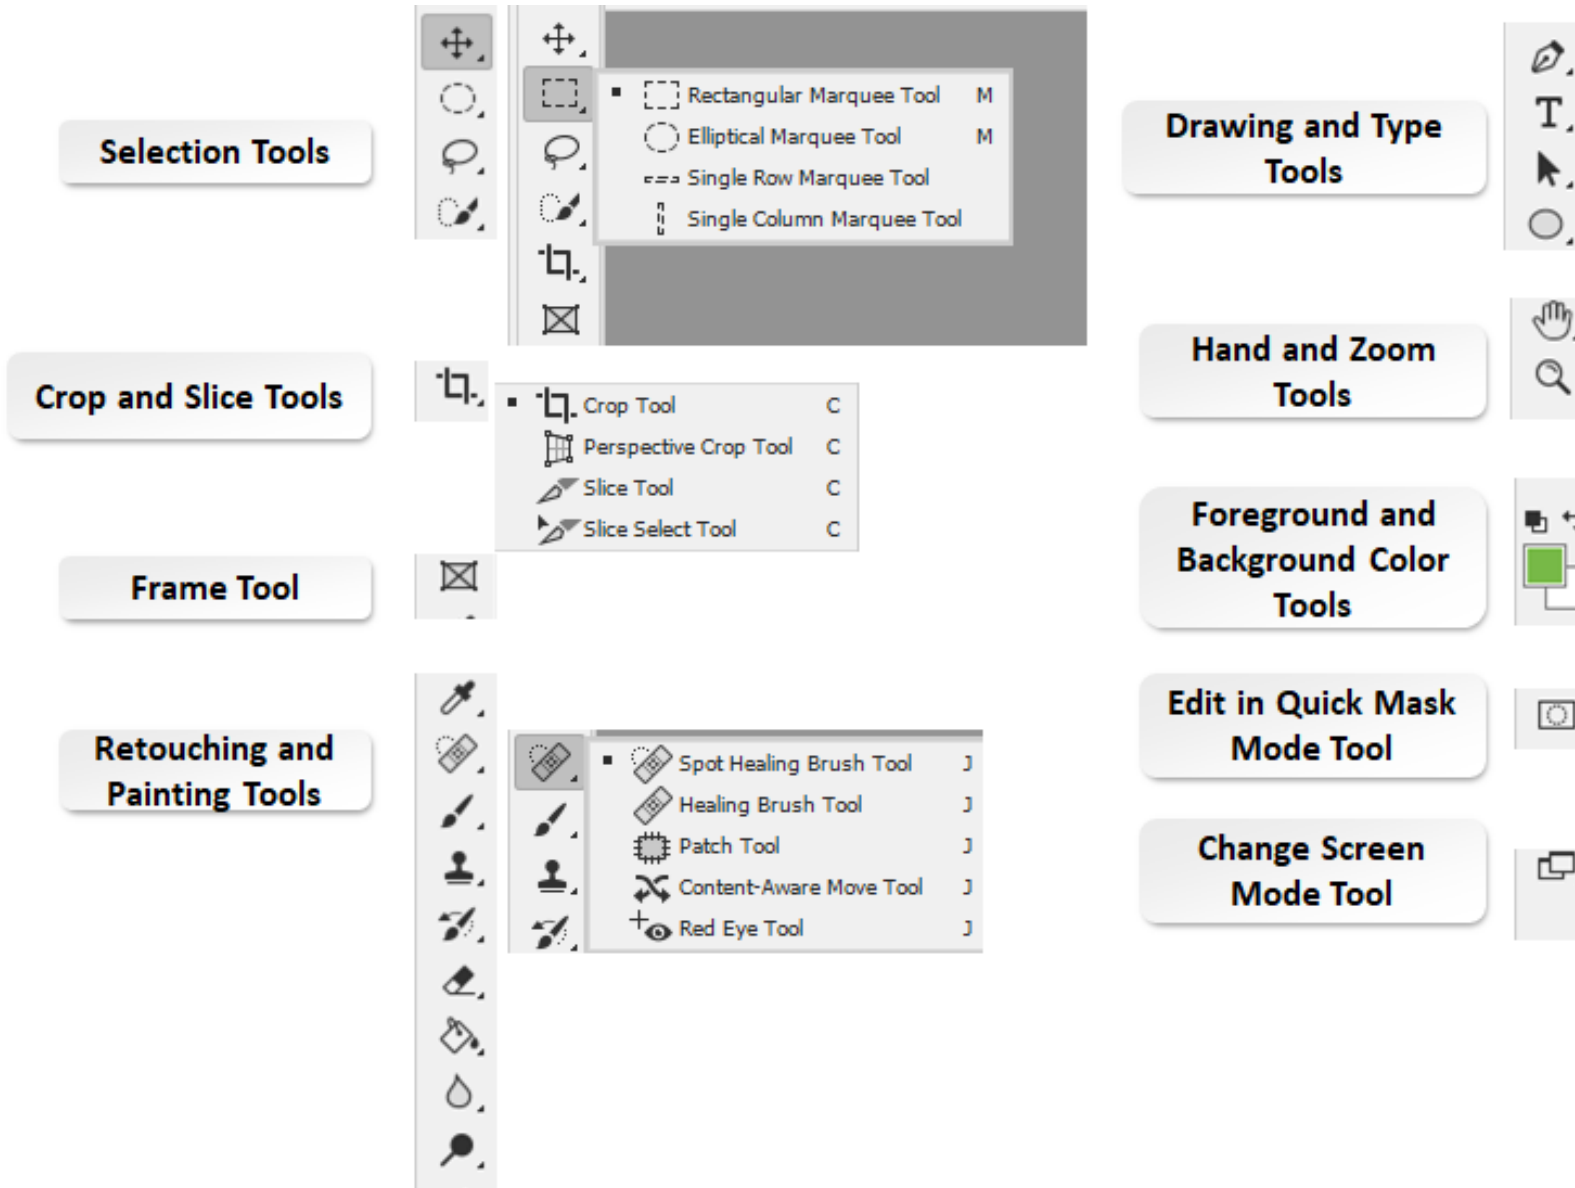 Selection Tools
Rectangular Marquee Tool M
Elliptical Marquee Tool M
Single Row Marquee Tool
Single Column Marquee Tool
Crop and Slice Tools
Crop Tool C
Perspective Crop Tool C
Slice Tool C
Slice Select Tool C
Frame Tool
Retouching and
Painting Tools
Spot Healing Brush Tool J
Healing Brush Tool J
Patch Tool J
Content-Aware Move Tool J
Red Eye Tool J
Drawing and Type
Tools
T
Hand and Zoom
Tools
Foreground and
Background Color
Tools
Edit in Quick Mask
Mode Tool
Change Screen
Mode Tool